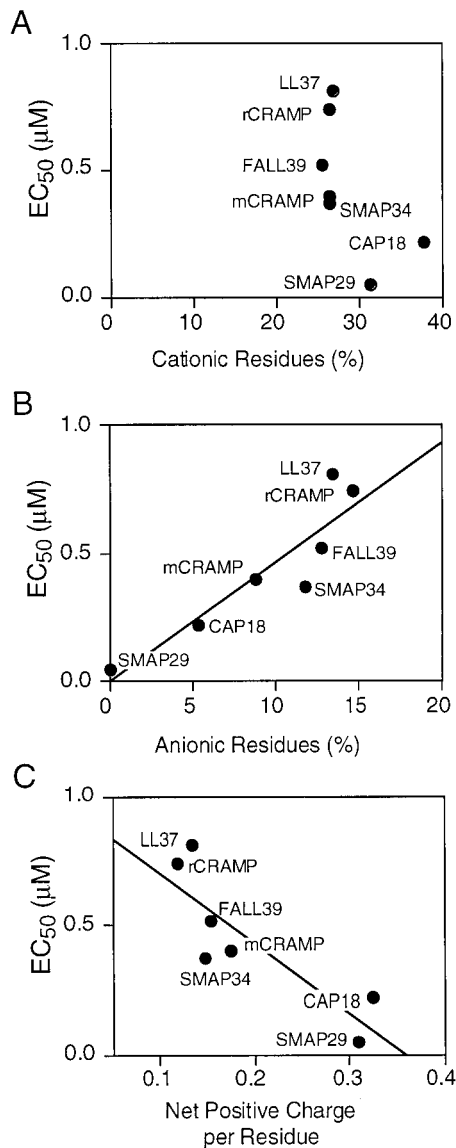 A
1.0
LL37
rCRAMP
EC50 (μM)
0.5
FALL39
mCRAMP
SMAP34
CAP18
SMAP29
0.0
0 10 20 30 40
Cationic Residues (%)
B
1.0
LL37
rCRAMP
EC50 (μM)
0.5
mCRAMP
FALL39
SMAP34
CAP18
SMAP29
0.0
0 5 10 15 20
Anionic Residues (%)
C
1.0
LL37
rCRAMP
EC50 (μM)
0.5
FALL39
mCRAMP
SMAP34
CAP18
SMAP29
0.0
0.1 0.2 0.3 0.4
Net Positive Charge
per Residue